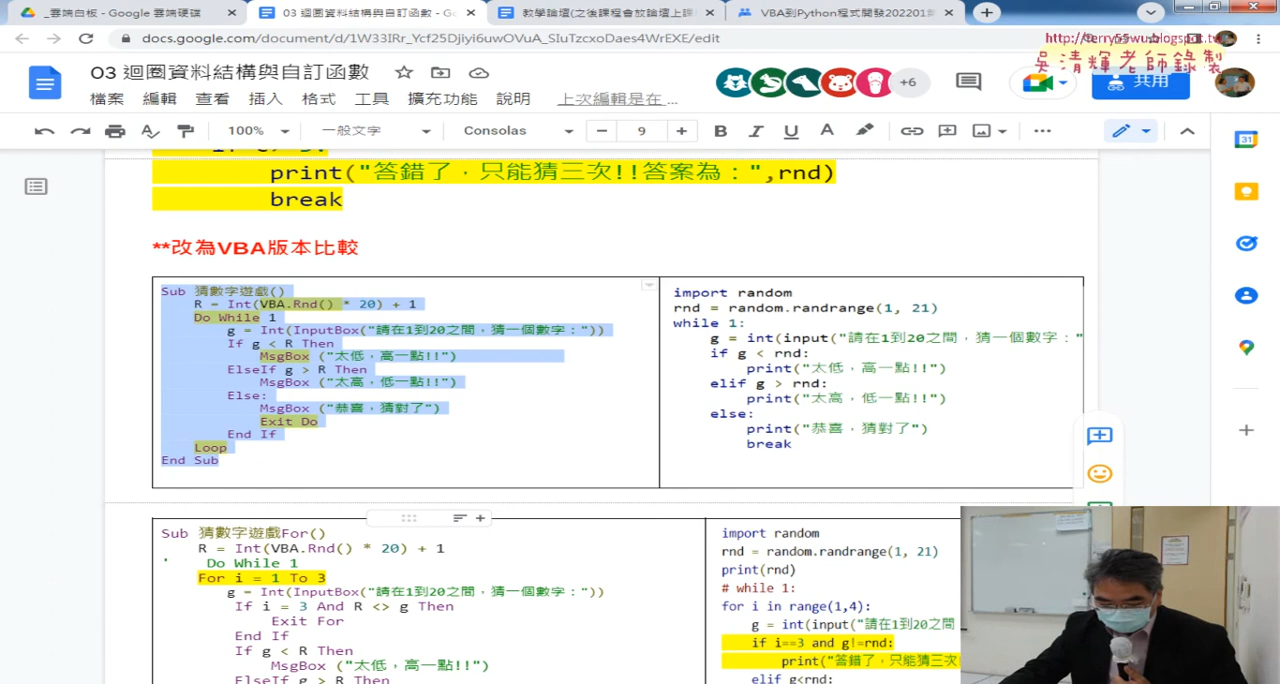 _雲端白板 - Google 雲端硬碟
03 迴圈資料結構與自訂函數 - Go
教學論壇(之後課程會放論壇上課
VBA到Python程式開發202201
docs.google.com/document/d/1W33IRr_Ycf25Djiyi6uwOVuA_SIuTzcxoDaes4WrEXE/edit
http://terry55wu.blogspot.tw
吳清輝老師錄製
03 迴圈資料結構與自訂函數
+6
共用
檔案 編輯 查看 插入 格式 工具 擴充功能 說明 上次編輯是在 ...
100% 一般文字 Consolas 9 B I U A
31
print("答錯了，只能猜三次!!答案為：",rnd)
break
**改為VBA版本比較
Sub 猜數字遊戲()
R = Int(VBA.Rnd() * 20) + 1
Do While 1
g = Int(InputBox("請在1到20之間，猜一個數字："))
If g < R Then
MsgBox ("太低，高一點!!")
ElseIf g > R Then
MsgBox ("太高，低一點!!")
Else:
MsgBox ("恭喜，猜對了")
Exit Do
End If
Loop
End Sub
import random
rnd = random.randrange(1, 21)
while 1:
g = int(input("請在1到20之間，猜一個數字："
if g < rnd:
print("太低，高一點!!")
elif g > rnd:
print("太高，低一點!!")
else:
print("恭喜，猜對了")
break
Sub 猜數字遊戲For()
R = Int(VBA.Rnd() * 20) + 1
' Do While 1
For i = 1 To 3
g = Int(InputBox("請在1到20之間，猜一個數字："))
If i = 3 And R <> g Then
Exit For
End If
If g < R Then
MsgBox ("太低，高一點!!")
ElseIf g > R Then
import random
rnd = random.randrange(1, 21)
print(rnd)
# while 1:
for i in range(1,4):
g = int(input("請在1到20之間
if i==3 and g!=rnd:
print("答錯了，只能猜三次
elif g<rnd: